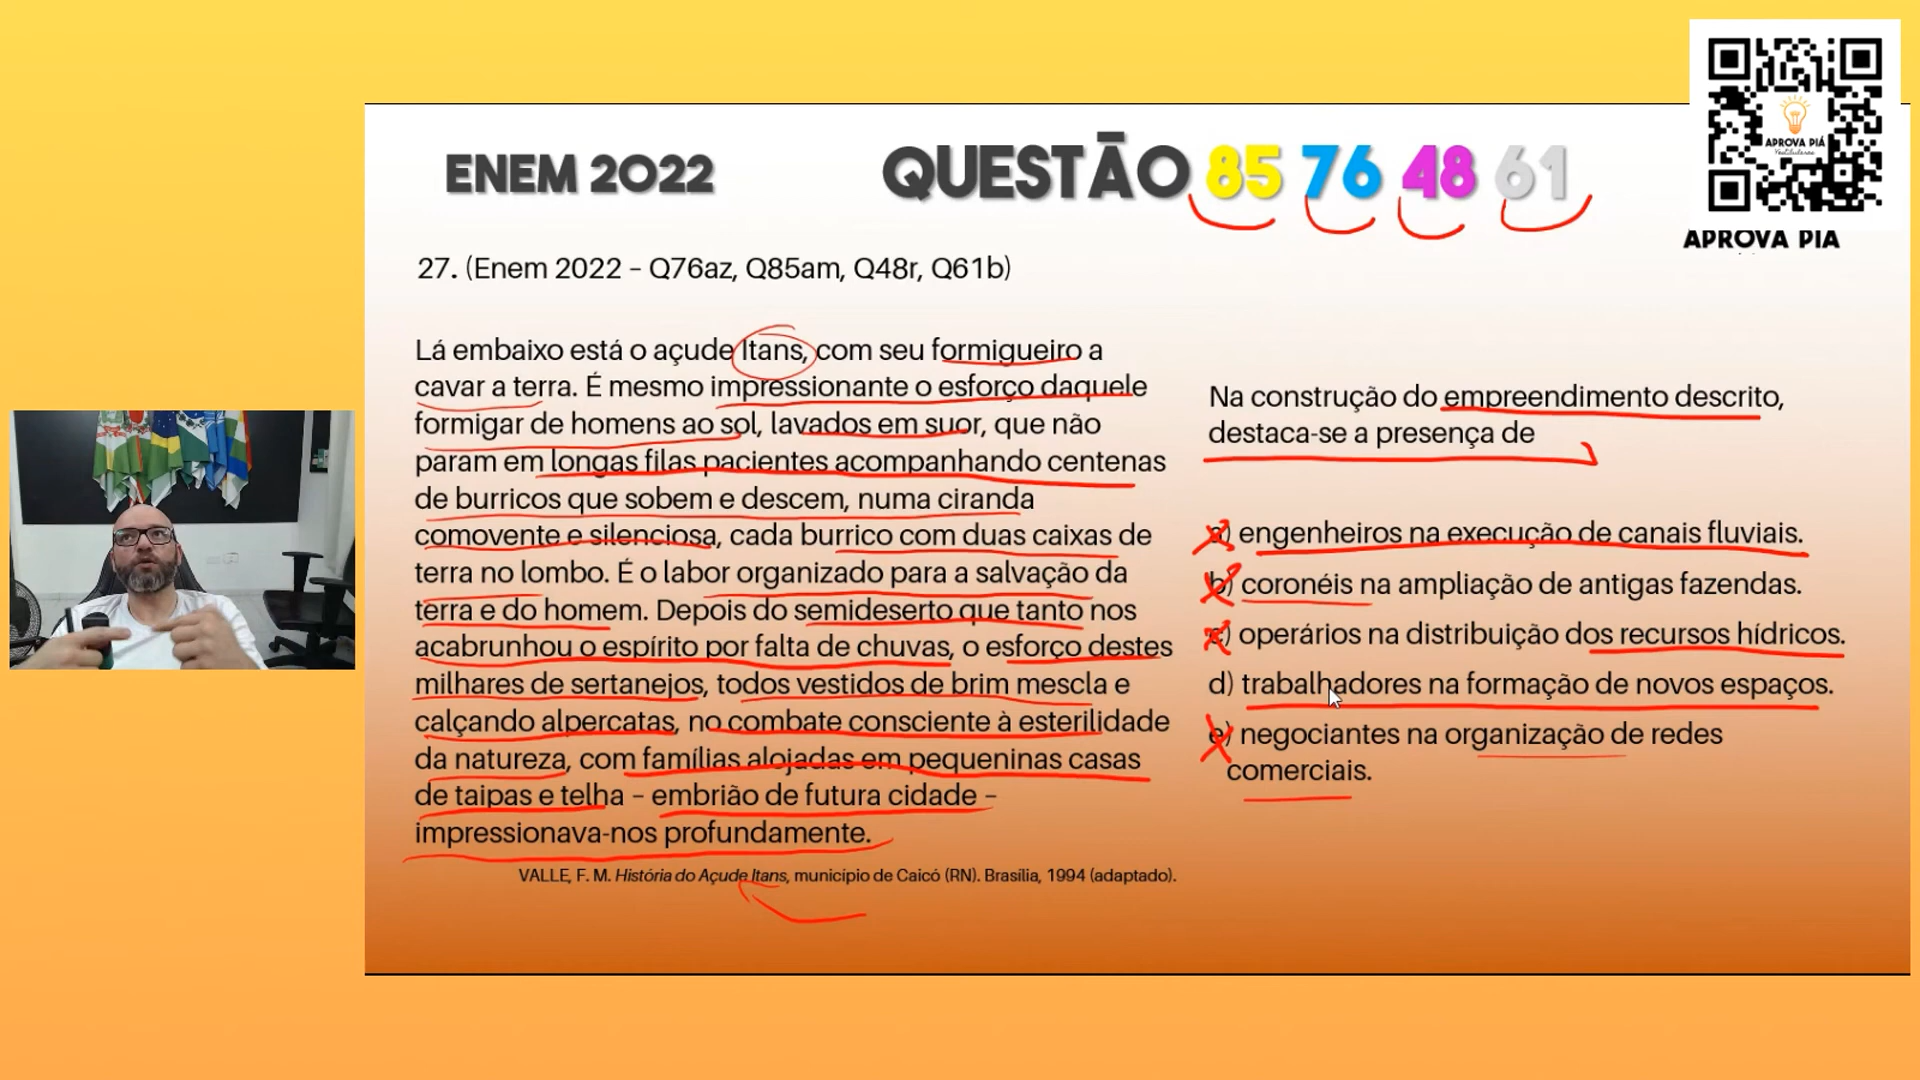 ENEM 2022
QUESTÃO 85 76 48 61
APROVA PIÁ
Vestibulares
APROVA PIA
27. (Enem 2022 – Q76az, Q85am, Q48r, Q61b)
Lá embaixo está o açude Itans, com seu formigueiro a
cavar a terra. É mesmo impressionante o esforço daquele
formigar de homens ao sol, lavados em suor, que não
param em longas filas pacientes acompanhando centenas
de burricos que sobem e descem, numa ciranda
comovente e silenciosa, cada burrico com duas caixas de
terra no lombo. É o labor organizado para a salvação da
terra e do homem. Depois do semideserto que tanto nos
acabrunhou o espírito por falta de chuvas, o esforço destes
milhares de sertanejos, todos vestidos de brim mescla e
calçando alpercatas, no combate consciente à esterilidade
da natureza, com famílias alojadas em pequeninas casas
de taipas e telha – embrião de futura cidade –
impressionava-nos profundamente.
VALLE, F. M. História do Açude Itans, município de Caicó (RN). Brasília, 1994 (adaptado).
Na construção do empreendimento descrito,
destaca-se a presença de
a) engenheiros na execução de canais fluviais.
b) coronéis na ampliação de antigas fazendas.
c) operários na distribuição dos recursos hídricos.
d) trabalhadores na formação de novos espaços.
e) negociantes na organização de redes
comerciais.